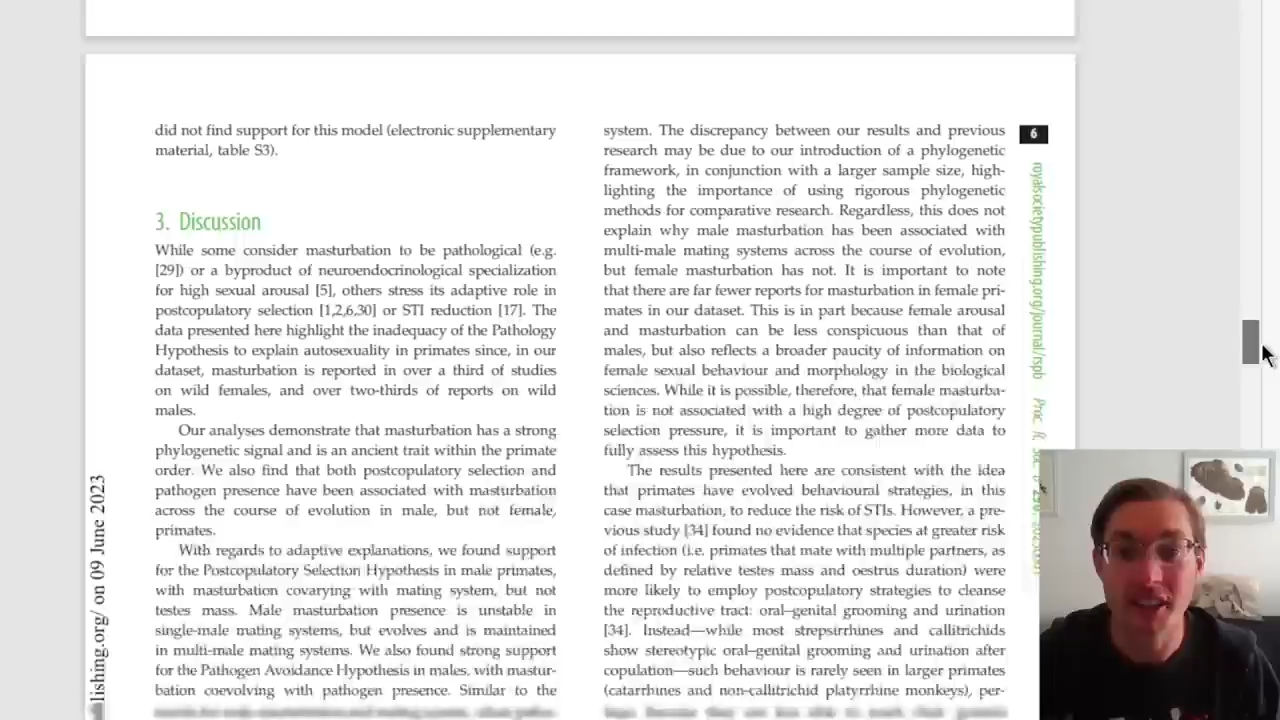 did not find support for this model (electronic supplementary
material, table S3).
3. Discussion
While some consider masturbation to be pathological (e.g.
[29]) or a byproduct of neuroendocrinological specialization
for high sexual arousal [5], others stress its adaptive role in
postcopulatory selection [1,2,6,30] or STI reduction [17]. The
data presented here highlight the inadequacy of the Pathology
Hypothesis to explain autosexuality in primates since, in our
dataset, masturbation is reported in over a third of studies
on wild females, and over two-thirds of reports on wild
males.
Our analyses demonstrate that masturbation has a strong
phylogenetic signal and is an ancient trait within the primate
order. We also find that both postcopulatory selection and
pathogen presence have been associated with masturbation
across the course of evolution in male, but not female,
primates.
With regards to adaptive explanations, we found support
for the Postcopulatory Selection Hypothesis in male primates,
with masturbation covarying with mating system, but not
testes mass. Male masturbation presence is unstable in
single-male mating systems, but evolves and is maintained
in multi-male mating systems. We also found strong support
for the Pathogen Avoidance Hypothesis in males, with mastur-
bation coevolving with pathogen presence. Similar to the
system. The discrepancy between our results and previous
research may be due to our introduction of a phylogenetic
framework, in conjunction with a larger sample size, high-
lighting the importance of using rigorous phylogenetic
methods for comparative research. Regardless, this does not
explain why male masturbation has been associated with
multi-male mating systems across the course of evolution,
but female masturbation has not. It is important to note
that there are far fewer reports for masturbation in female pri-
mates in our dataset. This is in part because female arousal
and masturbation can be less conspicuous than that of
males, but also reflects a broader paucity of information on
female sexual behaviour and morphology in the biological
sciences. While it is possible, therefore, that female masturba-
tion is not associated with a high degree of postcopulatory
selection pressure, it is important to gather more data to
fully assess this hypothesis.
The results presented here are consistent with the idea
that primates have evolved behavioural strategies, in this
case masturbation, to reduce the risk of STIs. However, a pre-
vious study [34] found no evidence that species at greater risk
of infection (i.e. primates that mate with multiple partners, as
defined by relative testes mass and oestrus duration) were
more likely to employ postcopulatory strategies to cleanse
the reproductive tract: oral–genital grooming and urination
[34]. Instead—while most strepsirrhines and callitrichids
show stereotypic oral–genital grooming and urination after
copulation—such behaviour is rarely seen in larger primates
(catarrhines and non-callitrichid platyrrhine monkeys), per-
6
royalsocietypublishing.org/journal/rspb
Proc. R. Soc.
lishing.org/ on 09 June 2023